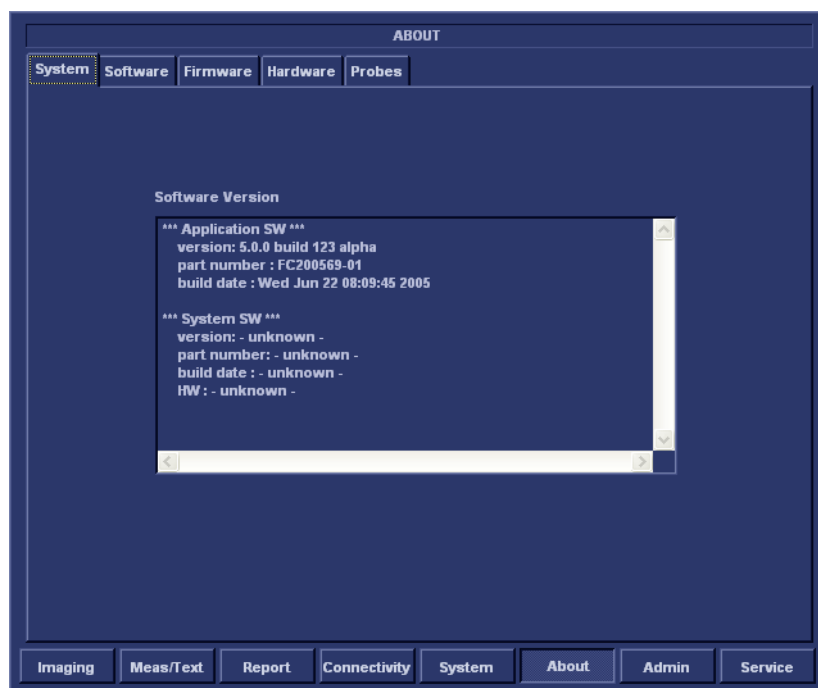 ABOUT
System Software Firmware Hardware Probes
Software Version
*** Application SW ***
version: 5.0.0 build 123 alpha
part number : FC200569-01
build date : Wed Jun 22 08:09:45 2005
*** System SW ***
version: - unknown -
part number: - unknown -
build date : - unknown -
HW : - unknown -
Imaging Meas/Text Report Connectivity System About Admin Service